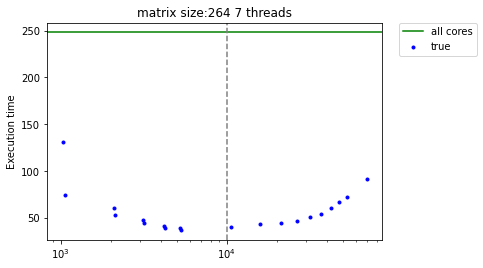 matrix size:264 7 threads
all cores
true
Execution time
250
200
150
100
50
10³
10⁴